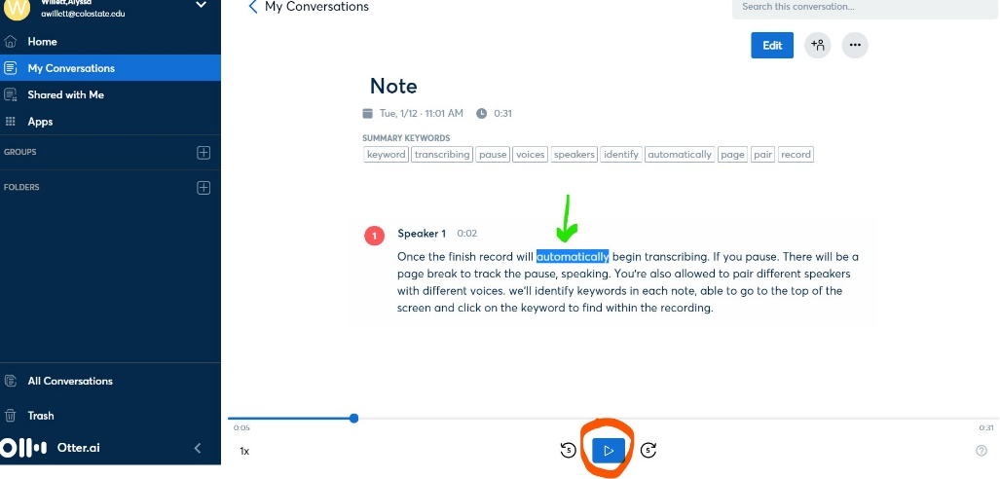 W
Willett,Alyssa
awillett@colostate.edu
Home
My Conversations
Shared with Me
Apps
GROUPS
FOLDERS
All Conversations
Trash
Otter.ai
My Conversations
Search this conversation...
Edit
Note
Tue, 1/12 · 11:01 AM 0:31
SUMMARY KEYWORDS
keyword transcribing pause voices speakers identify automatically page pair record
1 Speaker 1 0:02
Once the finish record will automatically begin transcribing. If you pause. There will be a
page break to track the pause, speaking. You're also allowed to pair different speakers
with different voices. we'll identify keywords in each note, able to go to the top of the
screen and click on the keyword to find within the recording.
0:05 0:31
1x 5 5 ?